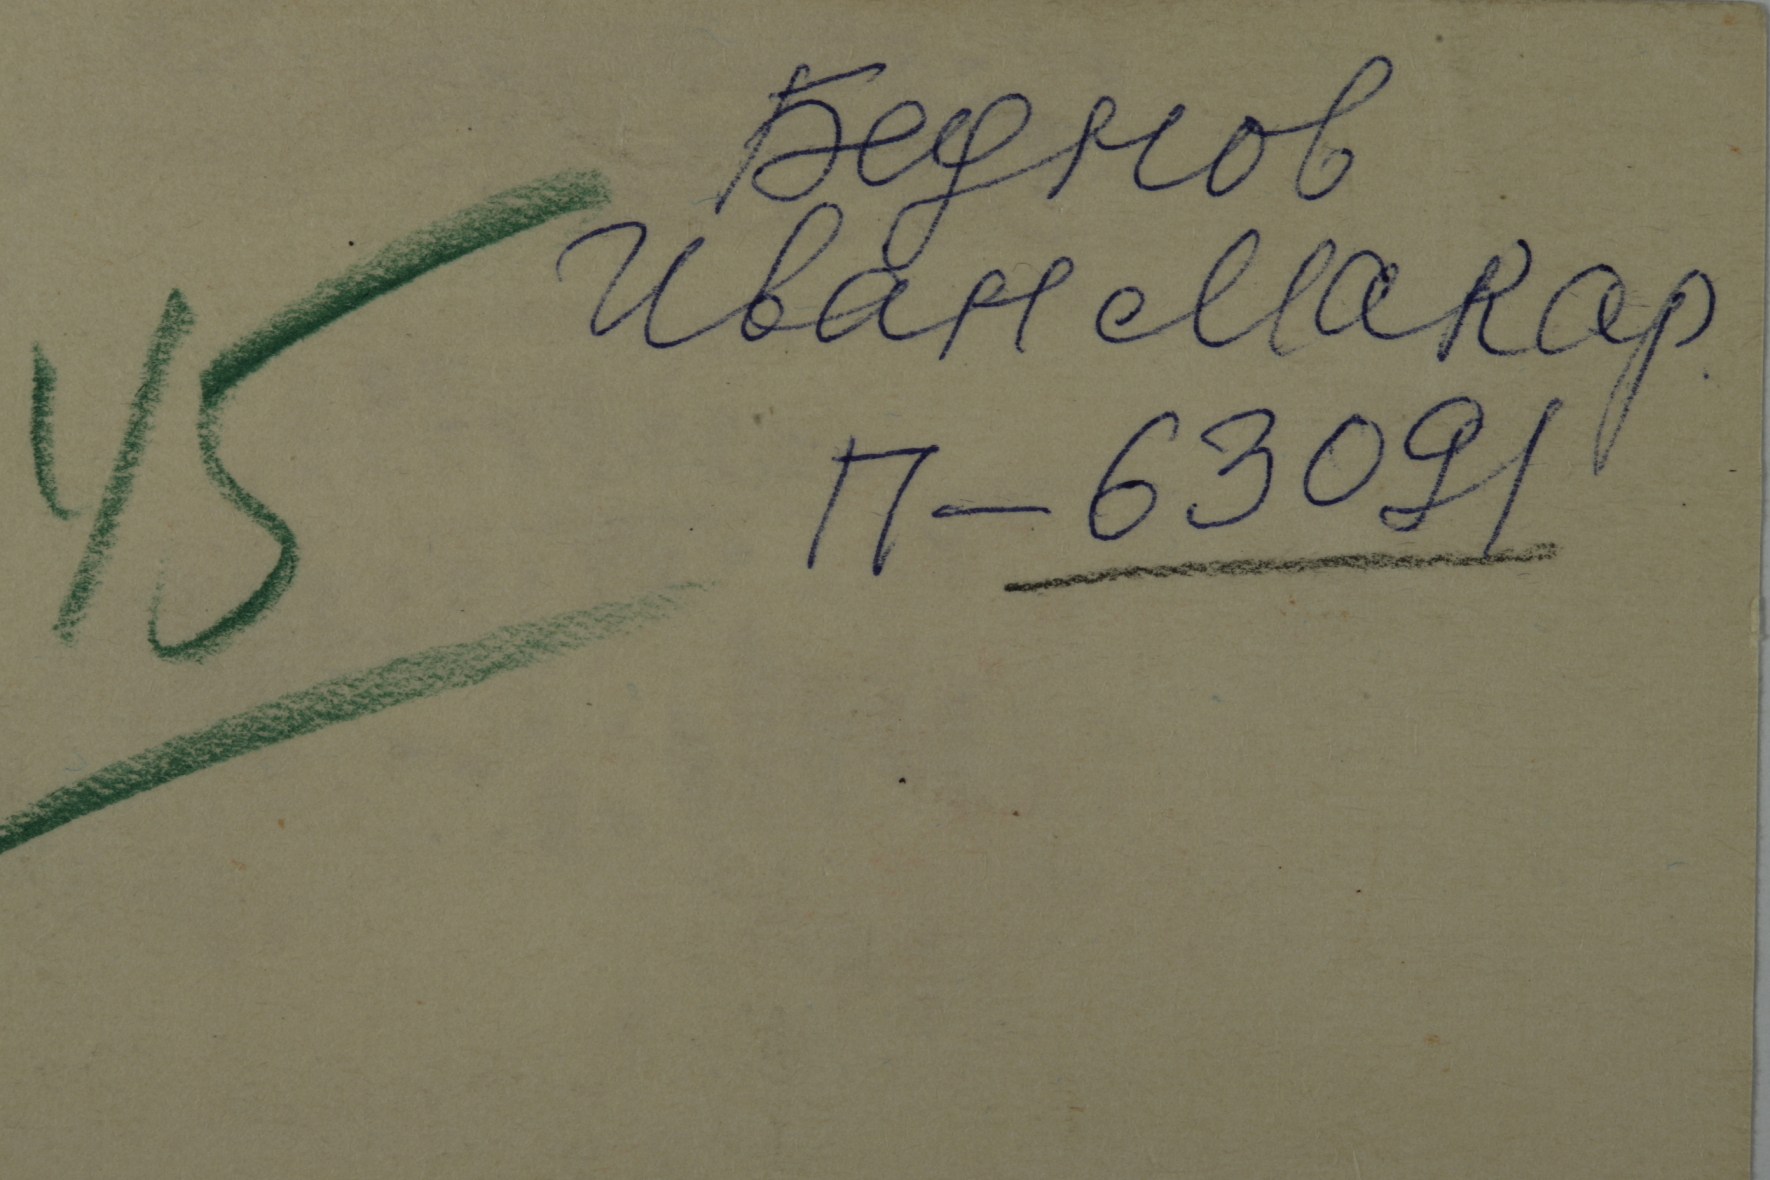 Беднов
45
Иван Макар.
П-63091